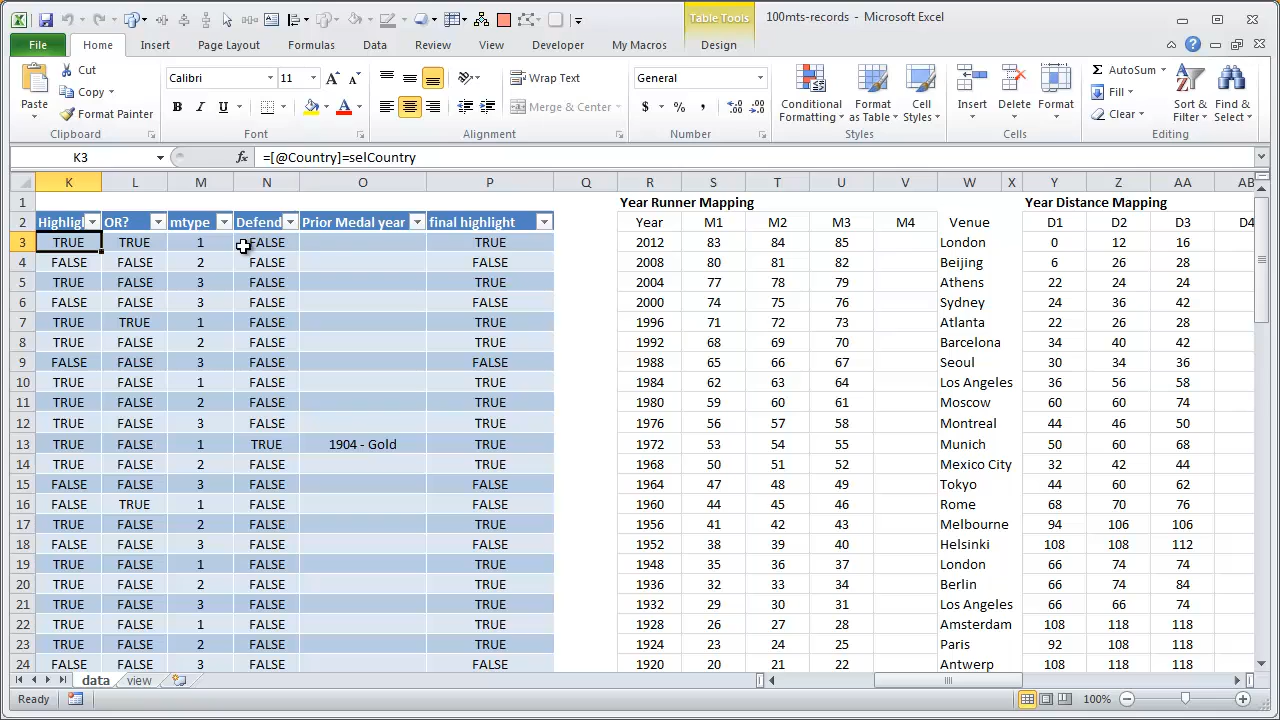 Table Tools
100mts-records - Microsoft Excel
File Home Insert Page Layout Formulas Data Review View Developer My Macros Design
Paste
Cut
Copy
Format Painter
Clipboard
Calibri 11
B I U
Font
Wrap Text
Merge & Center
Alignment
General
$ % ,
Number
Conditional Formatting
Format as Table
Cell Styles
Styles
Insert Delete Format
Cells
AutoSum
Fill
Clear
Sort & Filter
Find & Select
Editing
K3 fx =[@Country]=selCountry
K L M N O P Q R S T U V W X Y Z AA AB
1 Year Runner Mapping Year Distance Mapping
2 Highligl OR? mtype Defend Prior Medal year final highlight Year M1 M2 M3 M4 Venue D1 D2 D3 D4
3 TRUE TRUE 1 FALSE TRUE 2012 83 84 85 London 0 12 16
4 FALSE FALSE 2 FALSE FALSE 2008 80 81 82 Beijing 6 26 28
5 TRUE FALSE 3 FALSE TRUE 2004 77 78 79 Athens 22 24 24
6 FALSE FALSE 3 FALSE FALSE 2000 74 75 76 Sydney 24 36 42
7 TRUE TRUE 1 FALSE TRUE 1996 71 72 73 Atlanta 22 26 28
8 TRUE FALSE 2 FALSE TRUE 1992 68 69 70 Barcelona 34 40 42
9 FALSE FALSE 3 FALSE FALSE 1988 65 66 67 Seoul 30 34 36
10 TRUE FALSE 1 FALSE TRUE 1984 62 63 64 Los Angeles 36 56 58
11 TRUE FALSE 2 FALSE TRUE 1980 59 60 61 Moscow 60 60 74
12 TRUE FALSE 3 FALSE TRUE 1976 56 57 58 Montreal 44 46 50
13 TRUE FALSE 1 TRUE 1904 - Gold TRUE 1972 53 54 55 Munich 50 60 68
14 TRUE FALSE 2 FALSE TRUE 1968 50 51 52 Mexico City 32 42 44
15 FALSE FALSE 3 FALSE FALSE 1964 47 48 49 Tokyo 44 60 62
16 FALSE TRUE 1 FALSE TRUE 1960 44 45 46 Rome 68 70 76
17 TRUE FALSE 2 FALSE TRUE 1956 41 42 43 Melbourne 94 106 106
18 FALSE FALSE 3 FALSE FALSE 1952 38 39 40 Helsinki 108 108 112
19 TRUE FALSE 1 FALSE TRUE 1948 35 36 37 London 66 74 74
20 TRUE FALSE 2 FALSE TRUE 1936 32 33 34 Berlin 66 74 84
21 TRUE FALSE 3 FALSE TRUE 1932 29 30 31 Los Angeles 66 66 74
22 TRUE FALSE 1 FALSE TRUE 1928 26 27 28 Amsterdam 108 118 118
23 TRUE FALSE 2 FALSE TRUE 1924 23 24 25 Paris 92 108 118
24 FALSE FALSE 3 FALSE FALSE 1920 20 21 22 Antwerp 108 118 118
data view
Ready 100%